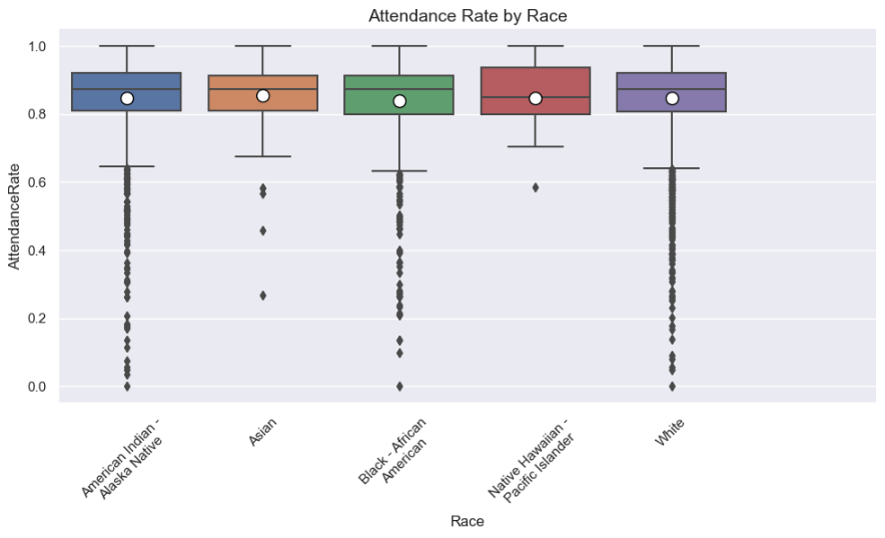 Attendance Rate by Race
AttendanceRate
1.0
0.8
0.6
0.4
0.2
0.0
American Indian -
Alaska Native
Asian
Black - African
American
Native Hawaiian -
Pacific Islander
White
Race